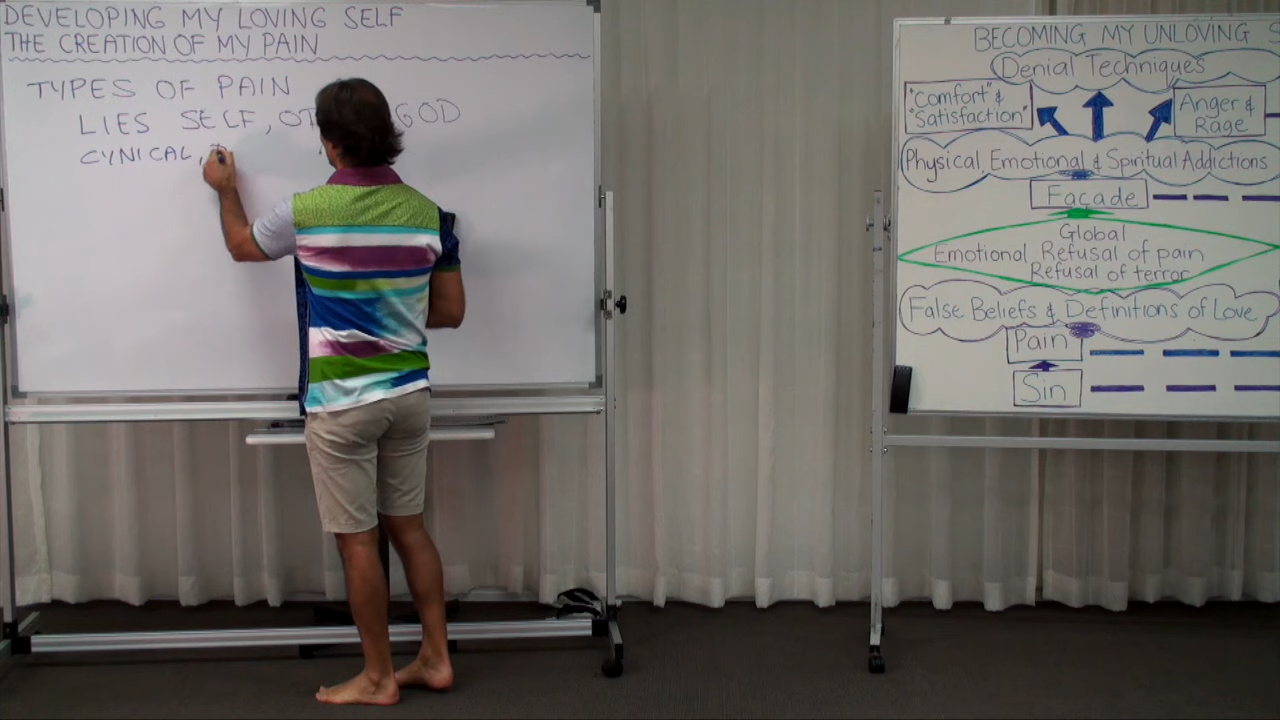 DEVELOPING MY LOVING SELF
THE CREATION OF MY PAIN
TYPES OF PAIN
LIES SELF, GOD
CYNICAL,
BECOMING MY UNLOVING
Denial Techniques
"Comfort" &
"Satisfaction"
Anger &
Rage
Physical, Emotional & Spiritual Addictions
Façade
Global
Emotional Refusal of pain
Refusal of terror
False Beliefs & Definitions of Love
Pain
Sin